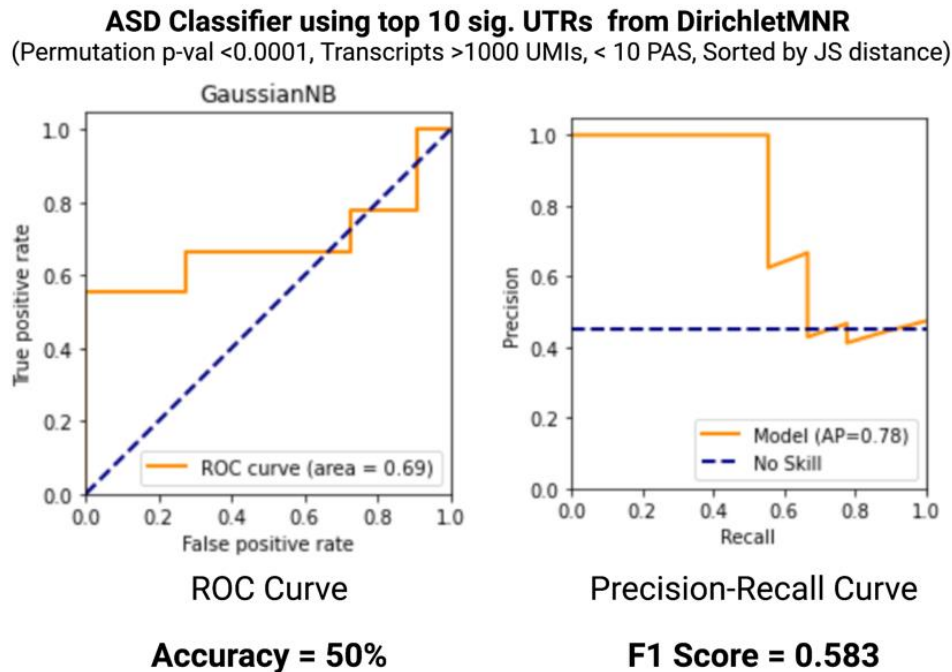 ASD Classifier using top 10 sig. UTRs from DirichletMNR
(Permutation p-val <0.0001, Transcripts >1000 UMIs, < 10 PAS, Sorted by JS distance)
GaussianNB
True positive rate
1.0
0.8
0.6
0.4
0.2
0.0
ROC curve (area = 0.69)
0.0 0.2 0.4 0.6 0.8 1.0
False positive rate
ROC Curve
Accuracy = 50%
Precision
1.0
0.8
0.6
0.4
0.2
0.0
Model (AP=0.78)
No Skill
0.0 0.2 0.4 0.6 0.8 1.0
Recall
Precision-Recall Curve
F1 Score = 0.583